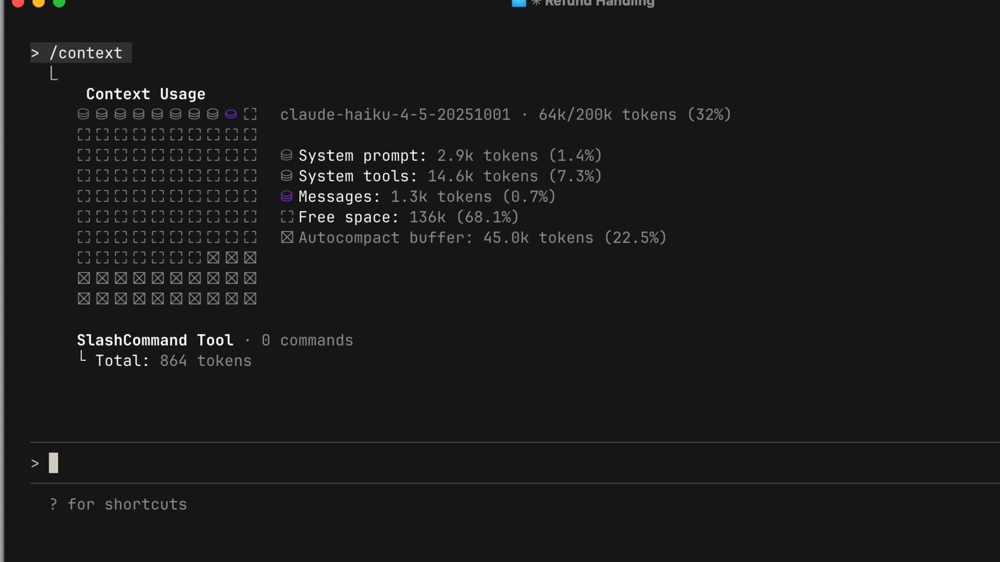 ✳ Refund Handling
> /context
Context Usage
claude-haiku-4-5-20251001 · 64k/200k tokens (32%)
System prompt: 2.9k tokens (1.4%)
System tools: 14.6k tokens (7.3%)
Messages: 1.3k tokens (0.7%)
Free space: 136k (68.1%)
Autocompact buffer: 45.0k tokens (22.5%)
SlashCommand Tool · 0 commands
└ Total: 864 tokens
>
? for shortcuts